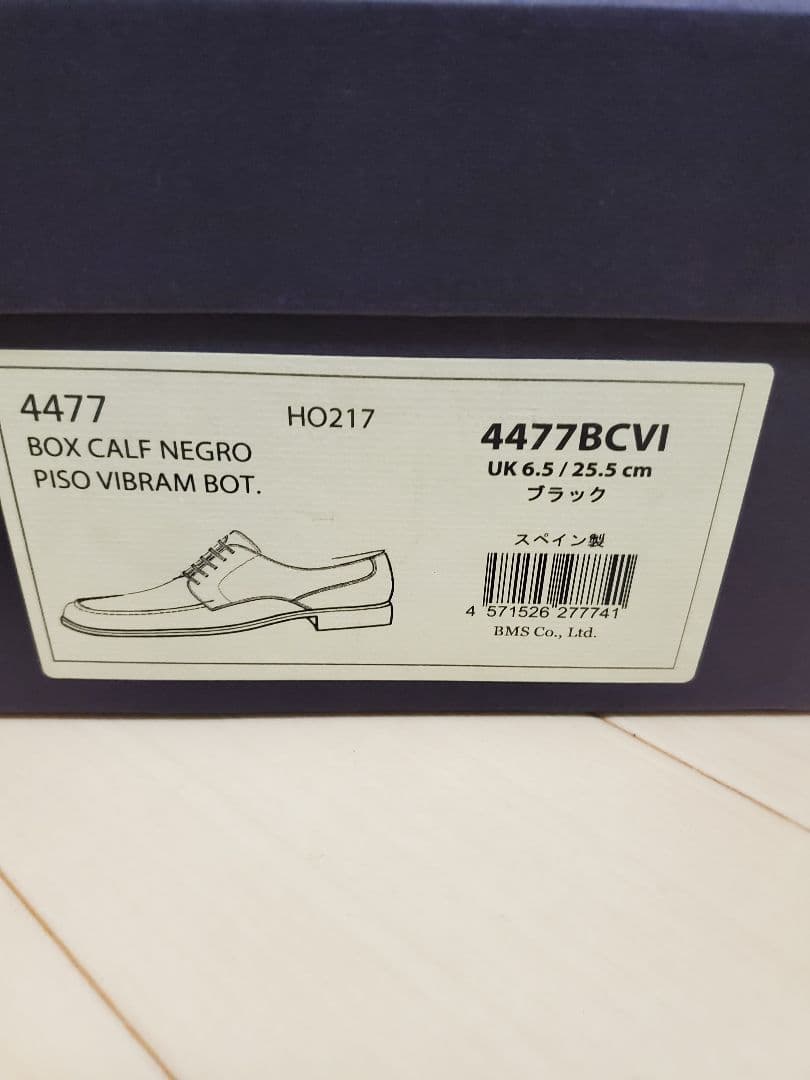 4477
HO217
BOX CALF NEGRO
PISO VIBRAM BOT.
4477BCVI
UK 6.5 / 25.5 cm
ブラック
スペイン製
4 571526 277741
BMS Co., Ltd.